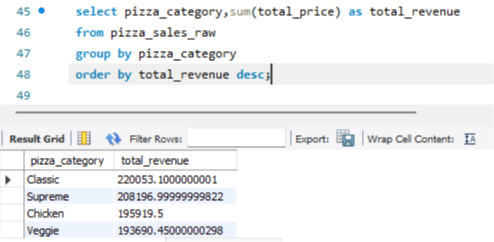 45 select pizza_category,sum(total_price) as total_revenue
46 from pizza_sales_raw
47 group by pizza_category
48 order by total_revenue desc;
49
Result Grid Filter Rows: Export: Wrap Cell Content:
pizza_category total_revenue
Classic 220053.1000000001
Supreme 208196.99999999822
Chicken 195919.5
Veggie 193690.45000000298